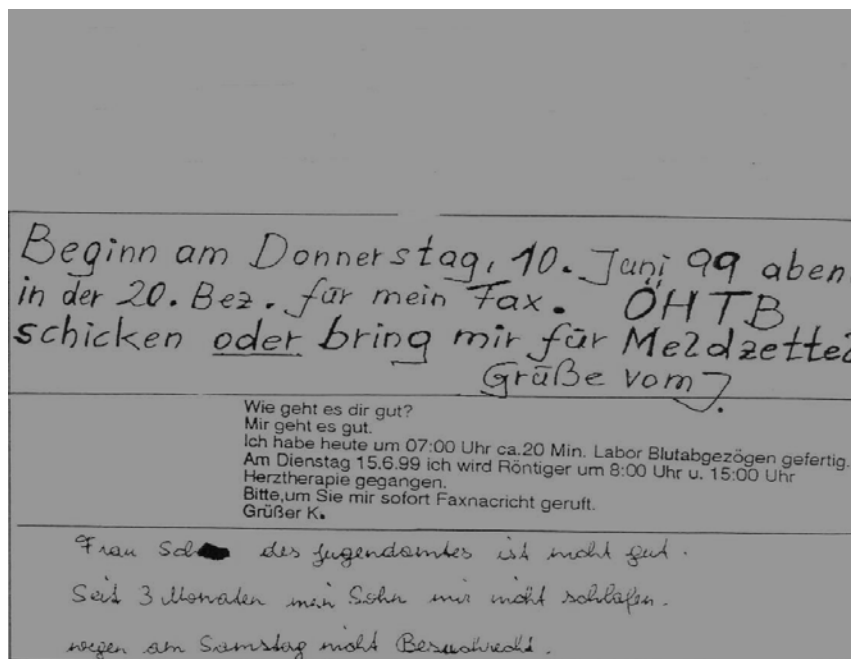 Beginn am Donnerstag, 10. Juni 99 aben
in der 20. Bez. für mein Fax. ÖHTB
schicken oder bring mir für Meldzettel
Grüße vom J.
Wie geht es dir gut?
Mir geht es gut.
Ich habe heute um 07:00 Uhr ca.20 Min. Labor Blutabgezögen gefertig.
Am Dienstag 15.6.99 ich wird Röntiger um 8:00 Uhr u. 15:00 Uhr
Herztherapie gegangen.
Bitte,um Sie mir sofort Faxnacricht geruft.
Grüßer K.
Frau Sch des Jugendamtes ist nicht gut.
Seit 3 Monaten mein Sohn mir nicht schlafen.
wegen am Samstag nicht Besuchrecht.